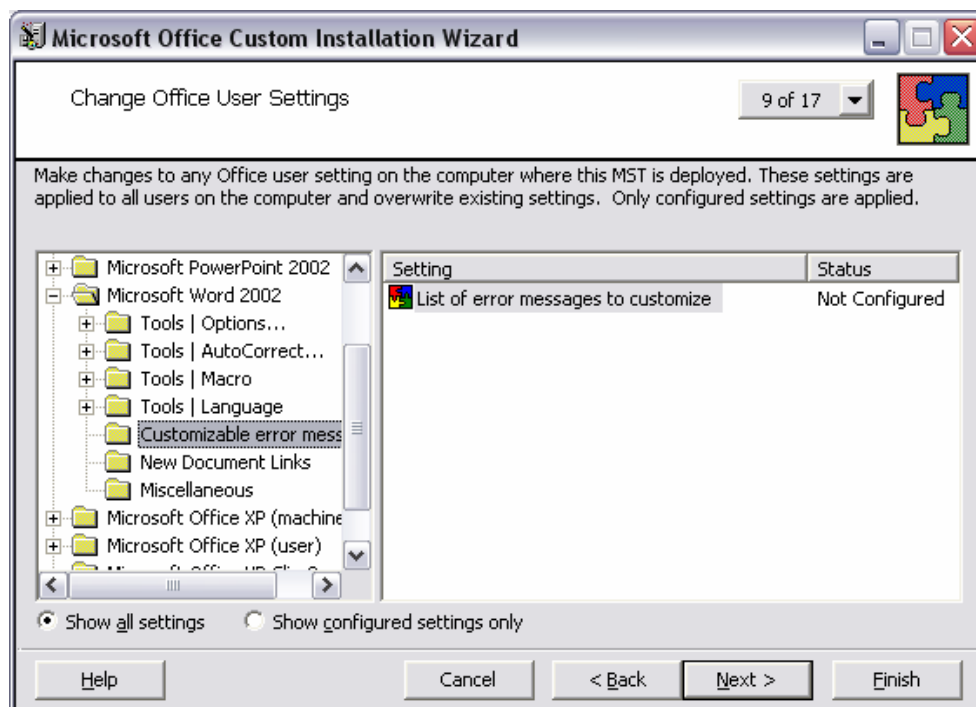 Microsoft Office Custom Installation Wizard
Change Office User Settings
9 of 17
Make changes to any Office user setting on the computer where this MST is deployed. These settings are
applied to all users on the computer and overwrite existing settings. Only configured settings are applied.
Microsoft PowerPoint 2002
Microsoft Word 2002
Tools | Options...
Tools | AutoCorrect...
Tools | Macro
Tools | Language
Customizable error mess
New Document Links
Miscellaneous
Microsoft Office XP (machine
Microsoft Office XP (user)
Setting
Status
List of error messages to customize
Not Configured
Show all settings
Show configured settings only
Help
Cancel
< Back
Next >
Finish